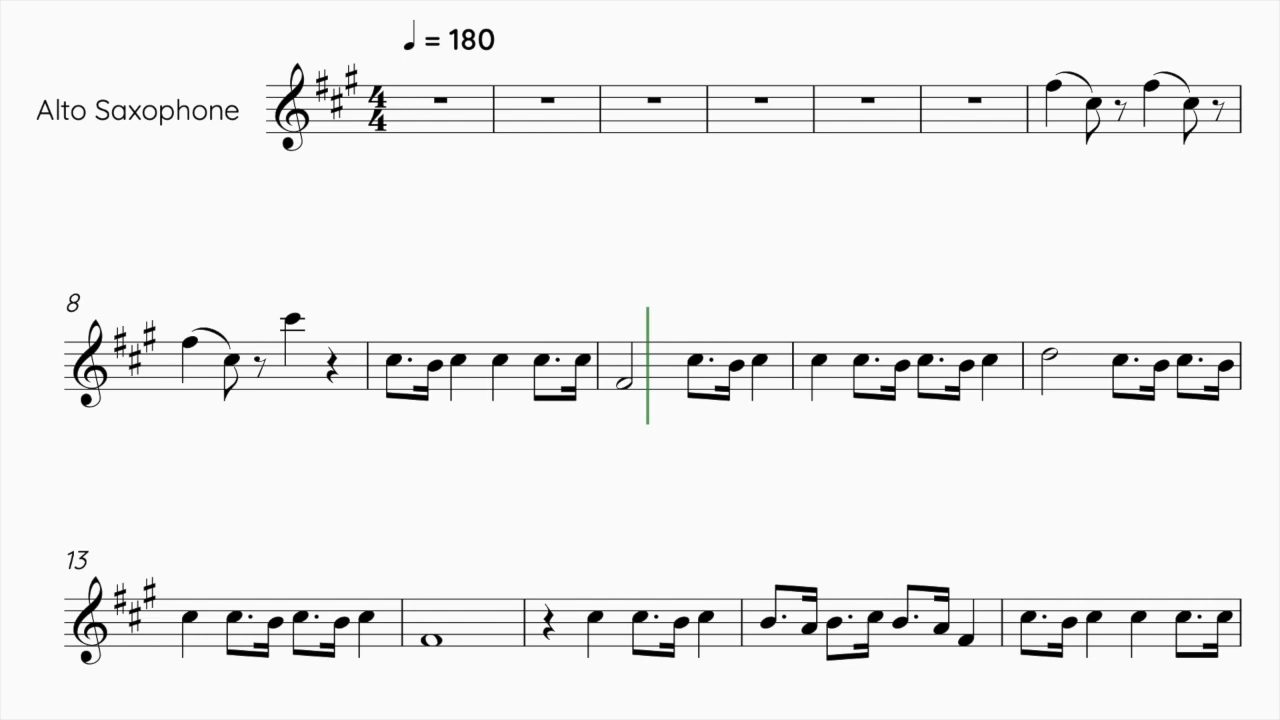 ♩ = 180
Alto Saxophone
4
4
8
13